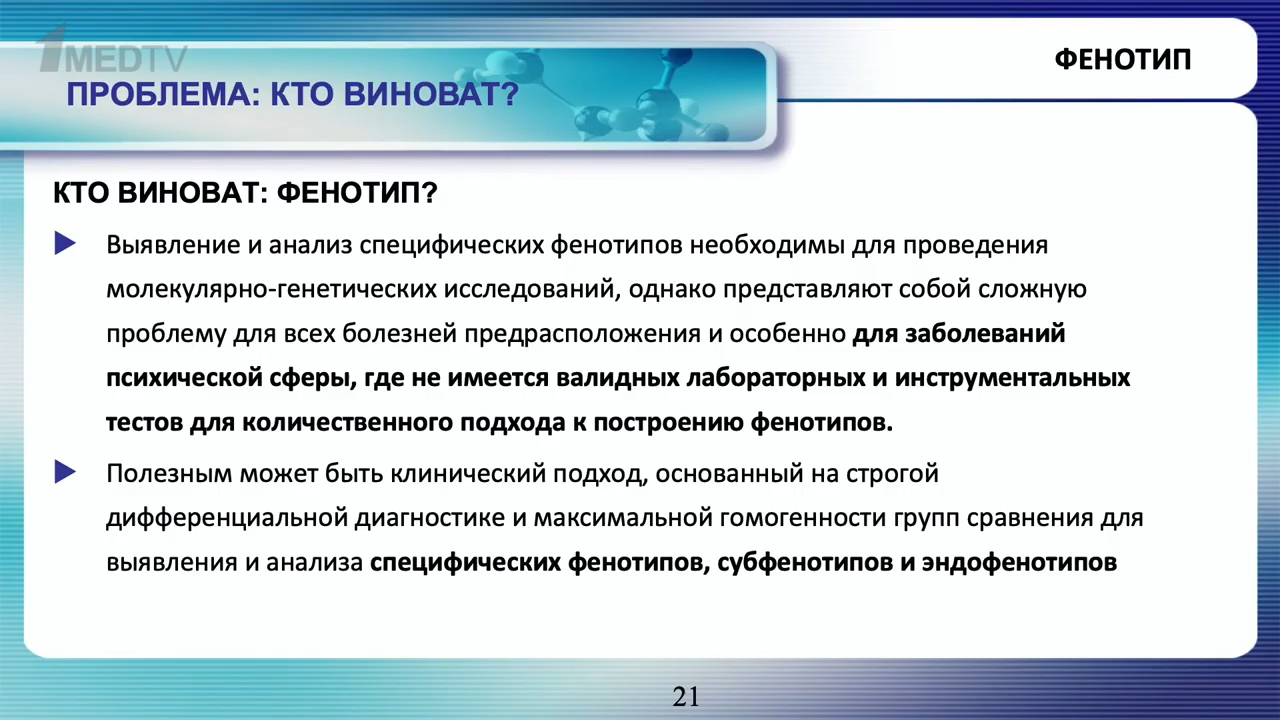 1MEDTV
ФЕНОТИП
ПРОБЛЕМА: КТО ВИНОВАТ?
КТО ВИНОВАТ: ФЕНОТИП?
Выявление и анализ специфических фенотипов необходимы для проведения
молекулярно-генетических исследований, однако представляют собой сложную
проблему для всех болезней предрасположения и особенно для заболеваний
психической сферы, где не имеется валидных лабораторных и инструментальных
тестов для количественного подхода к построению фенотипов.
Полезным может быть клинический подход, основанный на строгой
дифференциальной диагностике и максимальной гомогенности групп сравнения для
выявления и анализа специфических фенотипов, субфенотипов и эндофенотипов
21